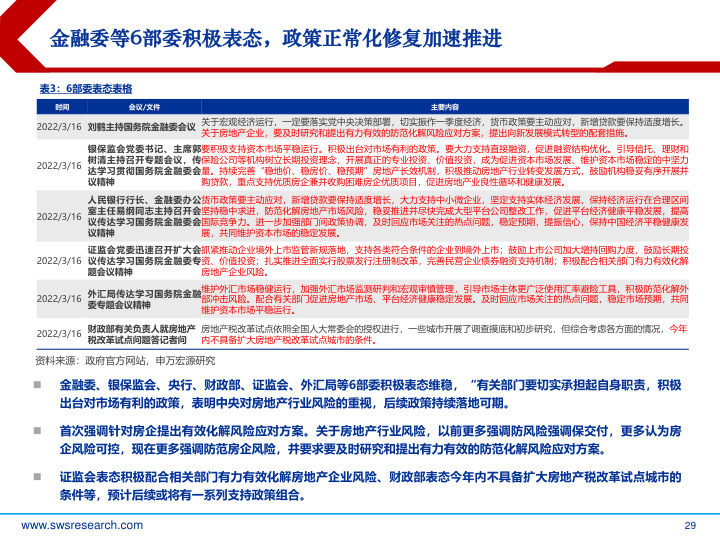 金融委等6部委积极表态，政策正常化修复加速推进
表3：6部委表态表格
时间 会议/文件 主要内容
2022/3/16 刘鹤主持国务院金融委会议
关于宏观经济运行，一定要落实党中央决策部署，切实振作一季度经济，货币政策要主动应对，新增贷款要保持适度增长。
关于房地产企业，要及时研究和提出有力有效的防范化解风险应对方案，提出向新发展模式转型的配套措施。
2022/3/16
银保监会党委书记、主席郭
树清主持召开专题会议，传
达学习贯彻国务院金融委会
议精神
要积极支持资本市场平稳运行。积极出台对市场有利的政策。要大力支持直接融资，促进融资结构优化。引导信托、理财和
保险公司等机构树立长期投资理念，开展真正的专业投资、价值投资，成为促进资本市场发展、维护资本市场稳定的中坚力
量。持续完善“稳地价、稳房价、稳预期”房地产长效机制，积极推动房地产行业转变发展方式，鼓励机构稳妥有序开展并
购贷款，重点支持优质房企兼并收购困难房企优质项目，促进房地产业良性循环和健康发展。
2022/3/16
人民银行行长、金融委办公
室主任易纲同志主持召开会
议传达学习国务院金融委会
议精神
货币政策要主动应对，新增贷款要保持适度增长，大力支持中小微企业，坚定支持实体经济发展，保持经济运行在合理区间
坚持稳中求进，防范化解房地产市场风险，稳妥推进并尽快完成大型平台公司整改工作，促进平台经济健康平稳发展，提高
国际竞争力。进一步加强部门间政策协调，及时回应市场关注的热点问题，稳定预期，提振信心，保持中国经济平稳健康发
展，共同维护资本市场的稳定发展。
2022/3/16
证监会党委迅速召开扩大会
议传达学习国务院金融委专
题会议精神
抓紧推动企业境外上市监管新规落地，支持各类符合条件的企业到境外上市；鼓励上市公司加大增持回购力度，鼓励长期投
资、价值投资；扎实推进全面实行股票发行注册制改革，完善民营企业债券融资支持机制；积极配合相关部门有力有效化解
房地产企业风险。
2022/3/16
外汇局传达学习国务院金融
委专题会议精神
维护外汇市场稳健运行，加强外汇市场监测研判和宏观审慎管理，引导市场主体更广泛使用汇率避险工具，积极防范化解外
部冲击风险。配合有关部门促进房地产市场、平台经济健康稳定发展。及时回应市场关注的热点问题，稳定市场预期，共同
维护资本市场平稳运行。
2022/3/16
财政部有关负责人就房地产
税改革试点问题答记者问
房地产税改革试点依照全国人大常委会的授权进行，一些城市开展了调查摸底和初步研究，但综合考虑各方面的情况，今年
内不具备扩大房地产税改革试点城市的条件。
资料来源：政府官方网站，申万宏源研究
金融委、银保监会、央行、财政部、证监会、外汇局等6部委积极表态维稳，“有关部门要切实承担起自身职责，积极
出台对市场有利的政策，表明中央对房地产行业风险的重视，后续政策持续落地可期。
首次强调针对房企提出有效化解风险应对方案。关于房地产行业风险，以前更多强调防风险强调保交付，更多认为房
企风险可控，现在更多强调防范房企风险，并要求要及时研究和提出有力有效的防范化解风险应对方案。
证监会表态积极配合相关部门有力有效化解房地产企业风险、财政部表态今年内不具备扩大房地产税改革试点城市的
条件等，预计后续或将有一系列支持政策组合。
www.swsresearch.com 29